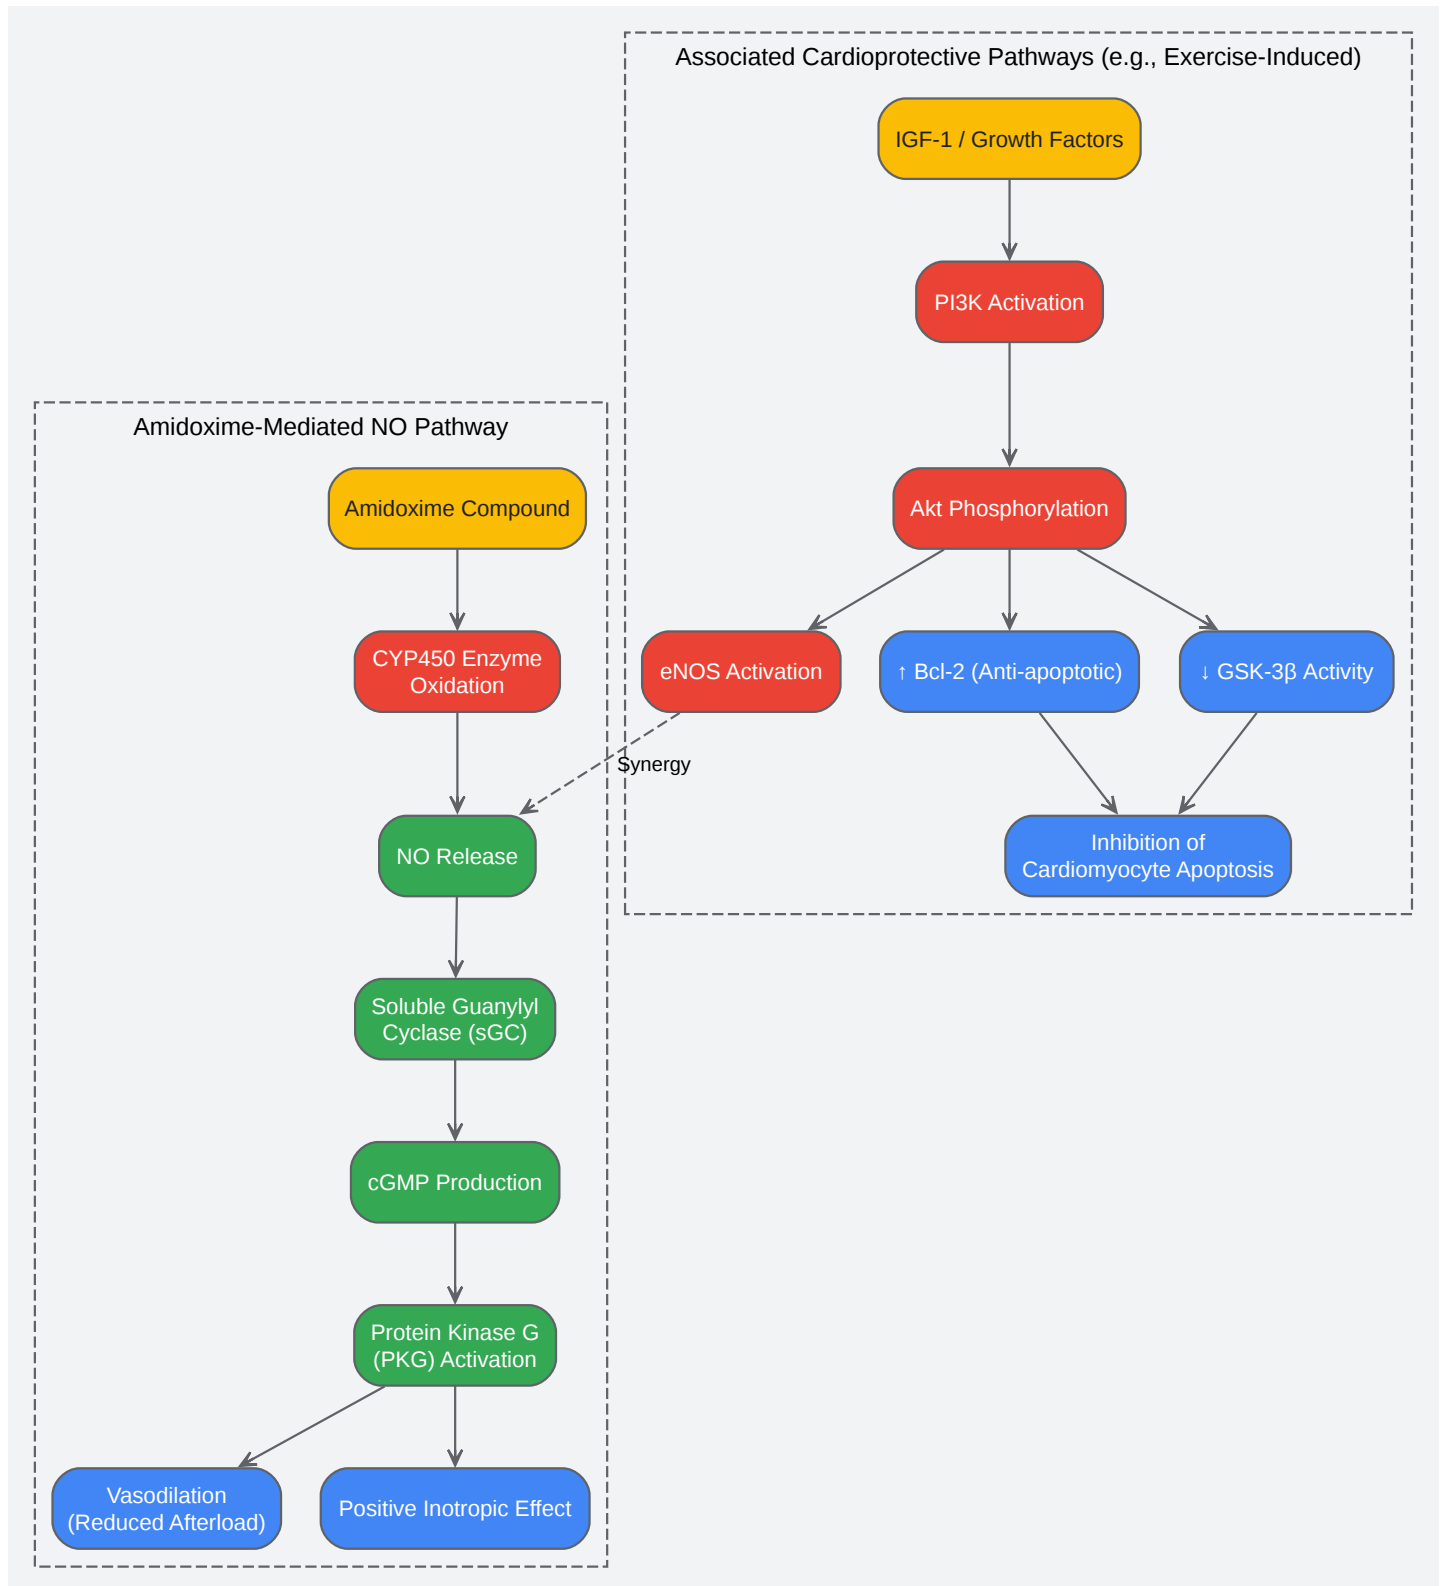 Associated Cardioprotective Pathways (e.g., Exercise-Induced)
IGF-1 / Growth Factors
PI3K Activation
Akt Phosphorylation
eNOS Activation
↑ Bcl-2 (Anti-apoptotic)
↓ GSK-3β Activity
Synergy
Inhibition of
Cardiomyocyte Apoptosis
Amidoxime-Mediated NO Pathway
Amidoxime Compound
CYP450 Enzyme
Oxidation
NO Release
Soluble Guanylyl
Cyclase (sGC)
cGMP Production
Protein Kinase G
(PKG) Activation
Vasodilation
(Reduced Afterload)
Positive Inotropic Effect